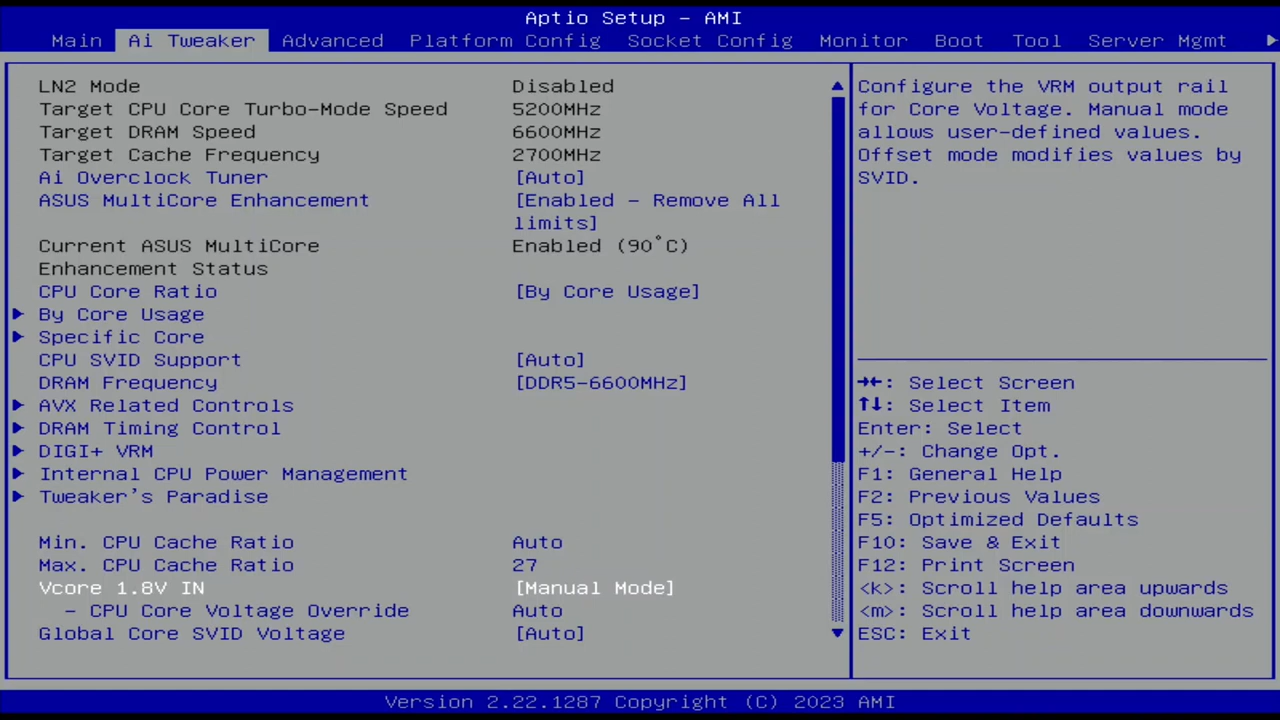 Aptio Setup - AMI
Main Ai Tweaker Advanced Platform Config Socket Config Monitor Boot Tool Server Mgmt
LN2 Mode Disabled
Target CPU Core Turbo-Mode Speed 5200MHz
Target DRAM Speed 6600MHz
Target Cache Frequency 2700MHz
Ai Overclock Tuner [Auto]
ASUS MultiCore Enhancement [Enabled - Remove All
limits]
Current ASUS MultiCore Enabled (90°C)
Enhancement Status
CPU Core Ratio [By Core Usage]
By Core Usage
Specific Core
CPU SVID Support [Auto]
DRAM Frequency [DDR5-6600MHz]
AVX Related Controls
DRAM Timing Control
DIGI+ VRM
Internal CPU Power Management
Tweaker's Paradise
Min. CPU Cache Ratio Auto
Max. CPU Cache Ratio 27
Vcore 1.8V IN [Manual Mode]
- CPU Core Voltage Override Auto
Global Core SVID Voltage [Auto]
Configure the VRM output rail
for Core Voltage. Manual mode
allows user-defined values.
Offset mode modifies values by
SVID.
→←: Select Screen
↑↓: Select Item
Enter: Select
+/-: Change Opt.
F1: General Help
F2: Previous Values
F5: Optimized Defaults
F10: Save & Exit
F12: Print Screen
<k>: Scroll help area upwards
<m>: Scroll help area downwards
ESC: Exit
Version 2.22.1287 Copyright (C) 2023 AMI